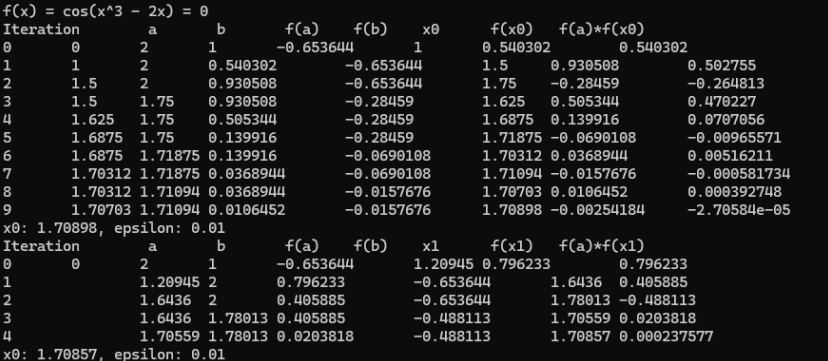 f(x) = cos(x^3 - 2x) = 0
Iteration a b f(a) f(b) x0 f(x0) f(a)*f(x0)
0 0 2 1 -0.653644 1 0.540302 0.540302
1 1 2 0.540302 -0.653644 1.5 0.930508 0.502755
2 1.5 2 0.930508 -0.653644 1.75 -0.28459 -0.264813
3 1.5 1.75 0.930508 -0.28459 1.625 0.505344 0.470227
4 1.625 1.75 0.505344 -0.28459 1.6875 0.139916 0.0707056
5 1.6875 1.75 0.139916 -0.28459 1.71875 -0.0690108 -0.00965571
6 1.6875 1.71875 0.139916 -0.0690108 1.70312 0.0368944 0.00516211
7 1.70312 1.71875 0.0368944 -0.0690108 1.71094 -0.0157676 -0.000581734
8 1.70312 1.71094 0.0368944 -0.0157676 1.70703 0.0106452 0.000392748
9 1.70703 1.71094 0.0106452 -0.0157676 1.70898 -0.00254184 -2.70584e-05
x0: 1.70898, epsilon: 0.01
Iteration a b f(a) f(b) x1 f(x1) f(a)*f(x1)
0 0 2 1 -0.653644 1.20945 0.796233 0.796233
1 1.20945 2 0.796233 -0.653644 1.6436 0.405885
2 1.6436 2 0.405885 -0.653644 1.78013 -0.488113
3 1.6436 1.78013 0.405885 -0.488113 1.70559 0.0203818
4 1.70559 1.78013 0.0203818 -0.488113 1.70857 0.000237577
x0: 1.70857, epsilon: 0.01